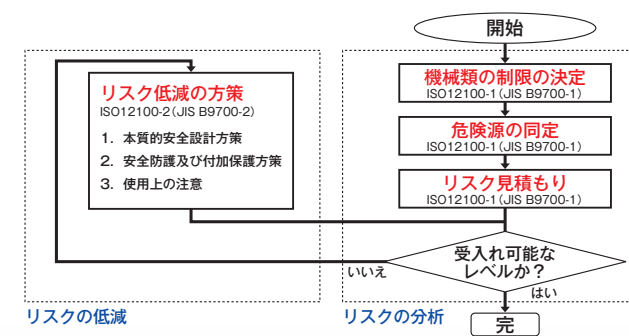 開始
機械類の制限の決定
ISO12100-1(JIS B9700-1)
危険源の同定
ISO12100-1(JIS B9700-1)
リスク見積もり
ISO12100-1(JIS B9700-1)
受入れ可能な
レベルか？
いいえ
はい
完
リスクの分析
リスク低減の方策
ISO12100-2(JIS B9700-2)
1. 本質的安全設計方策
2. 安全防護及び付加保護方策
3. 使用上の注意
リスクの低減